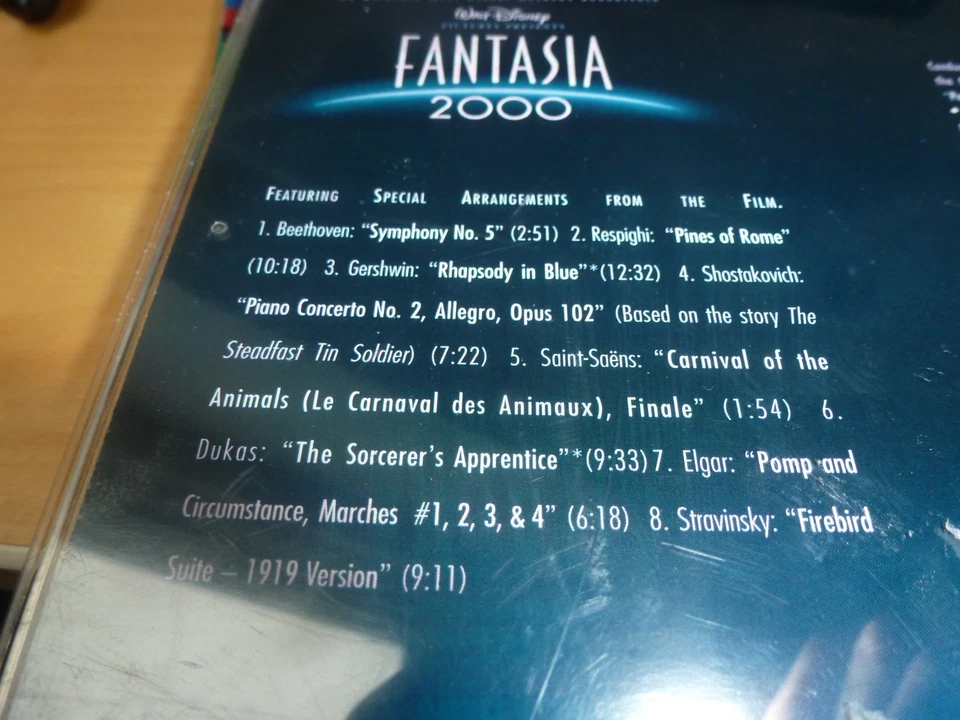 Walt Disney
PICTURES PRESENTS
FANTASIA
2000
FEATURING SPECIAL ARRANGEMENTS FROM THE FILM.
1. Beethoven: “Symphony No. 5” (2:51) 2. Respighi: “Pines of Rome”
(10:18) 3. Gershwin: “Rhapsody in Blue”*(12:32) 4. Shostakovich:
“Piano Concerto No. 2, Allegro, Opus 102” (Based on the story The
Steadfast Tin Soldier) (7:22) 5. Saint-Saëns: “Carnival of the
Animals (Le Carnaval des Animaux), Finale” (1:54) 6.
Dukas: “The Sorcerer’s Apprentice”*(9:33) 7. Elgar: “Pomp and
Circumstance, Marches #1, 2, 3, & 4” (6:18) 8. Stravinsky: “Firebird
Suite – 1919 Version” (9:11)